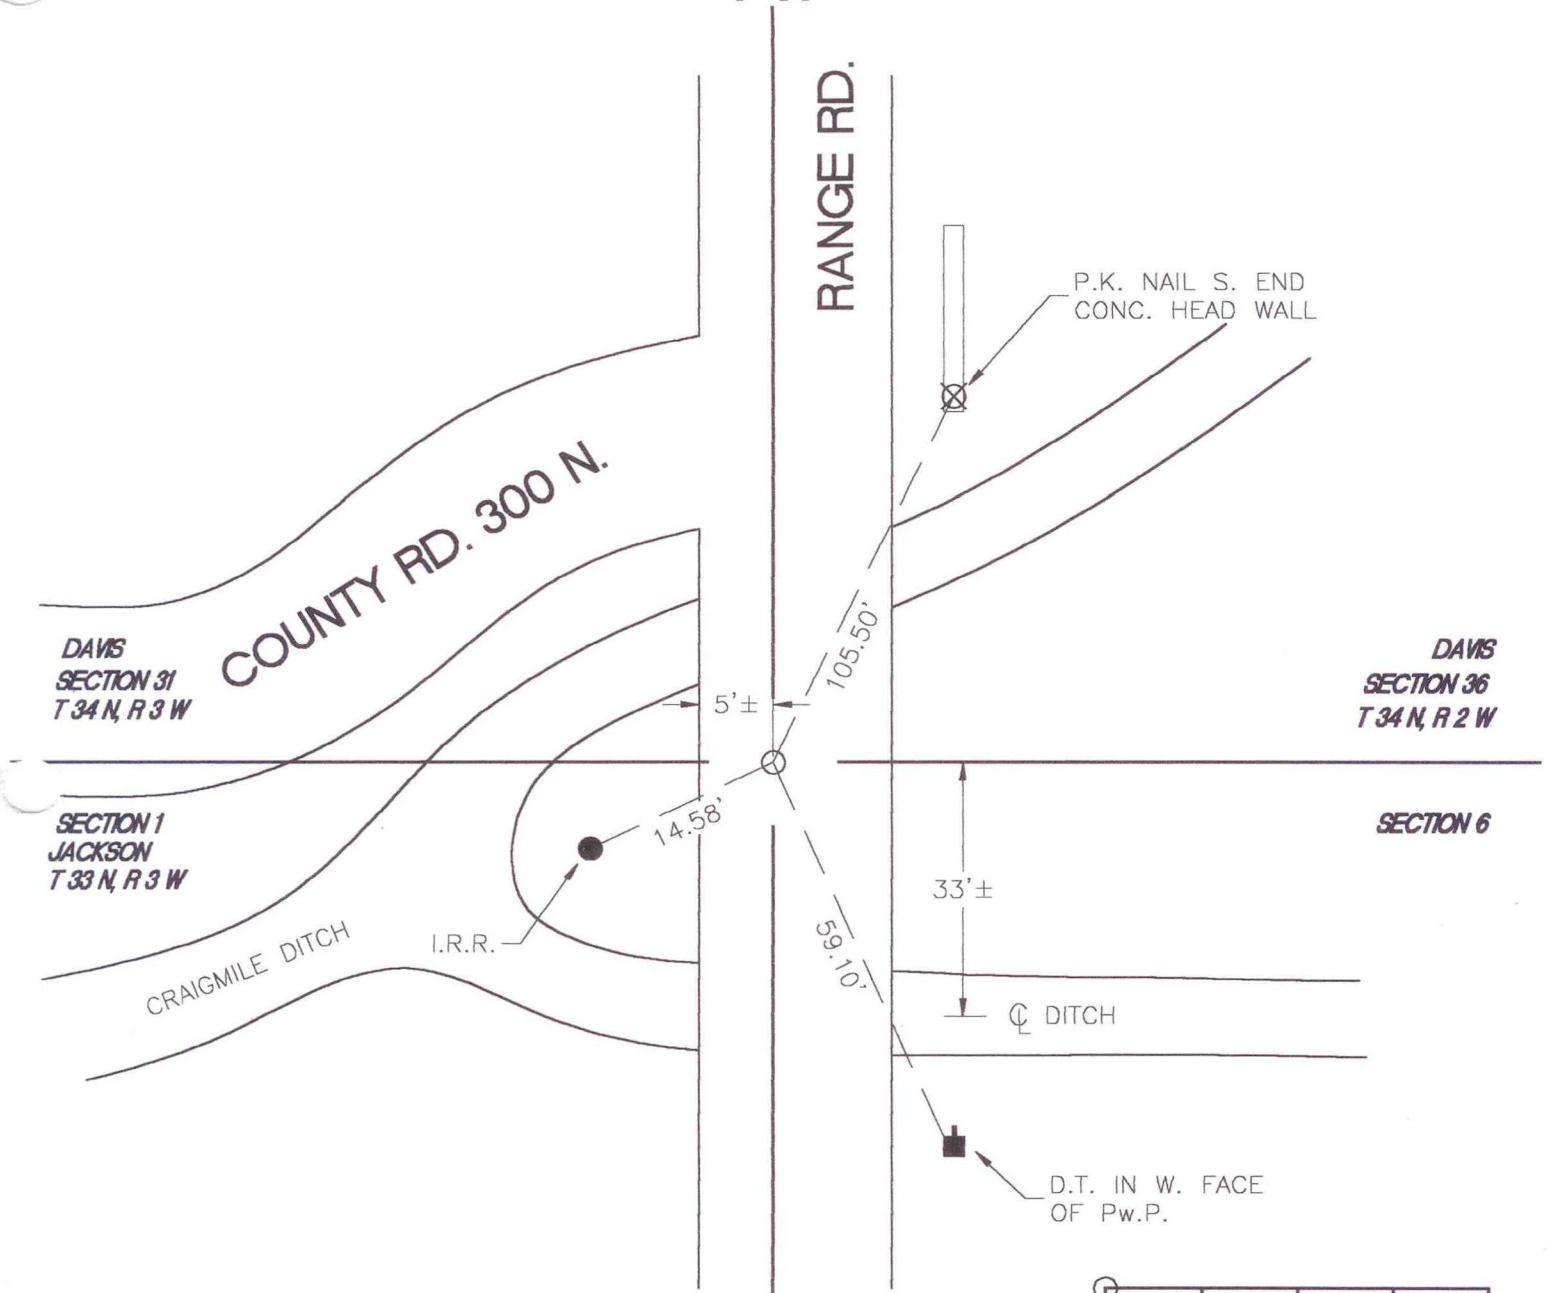 RANGE RD.
P.K. NAIL S. END
CONC. HEAD WALL
COUNTY RD. 300 N.
105.50'
DAVIS
SECTION 31
T 34 N, R 3 W
DAVIS
SECTION 36
T 34 N, R 2 W
5'±
14.58'
SECTION 1
JACKSON
T 33 N, R 3 W
SECTION 6
33'±
59.10'
I.R.R.
CRAIGMILE DITCH
℄ DITCH
D.T. IN W. FACE
OF Pw.P.